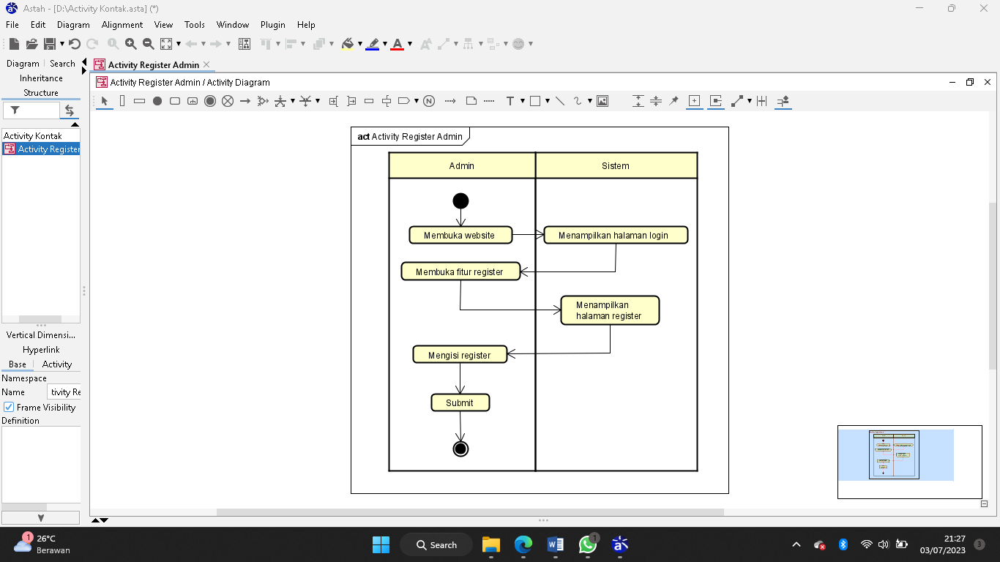 Astah - [D:\Activity Kontak.asta] (*)
File Edit Diagram Alignment View Tools Window Plugin Help
Diagram Search
Inheritance
Structure
Activity Kontak
Activity Register
Vertical Dimensi...
Hyperlink
Base Activity
Namespace
Name tivity Re
Frame Visibility
Definition
Activity Register Admin
Activity Register Admin / Activity Diagram
N T
act Activity Register Admin
Admin Sistem
Membuka website
Menampilkan halaman login
Membuka fitur register
Menampilkan
halaman register
Mengisi register
Submit
1
26°C
Berawan
Search
1
21:27
03/07/2023
3